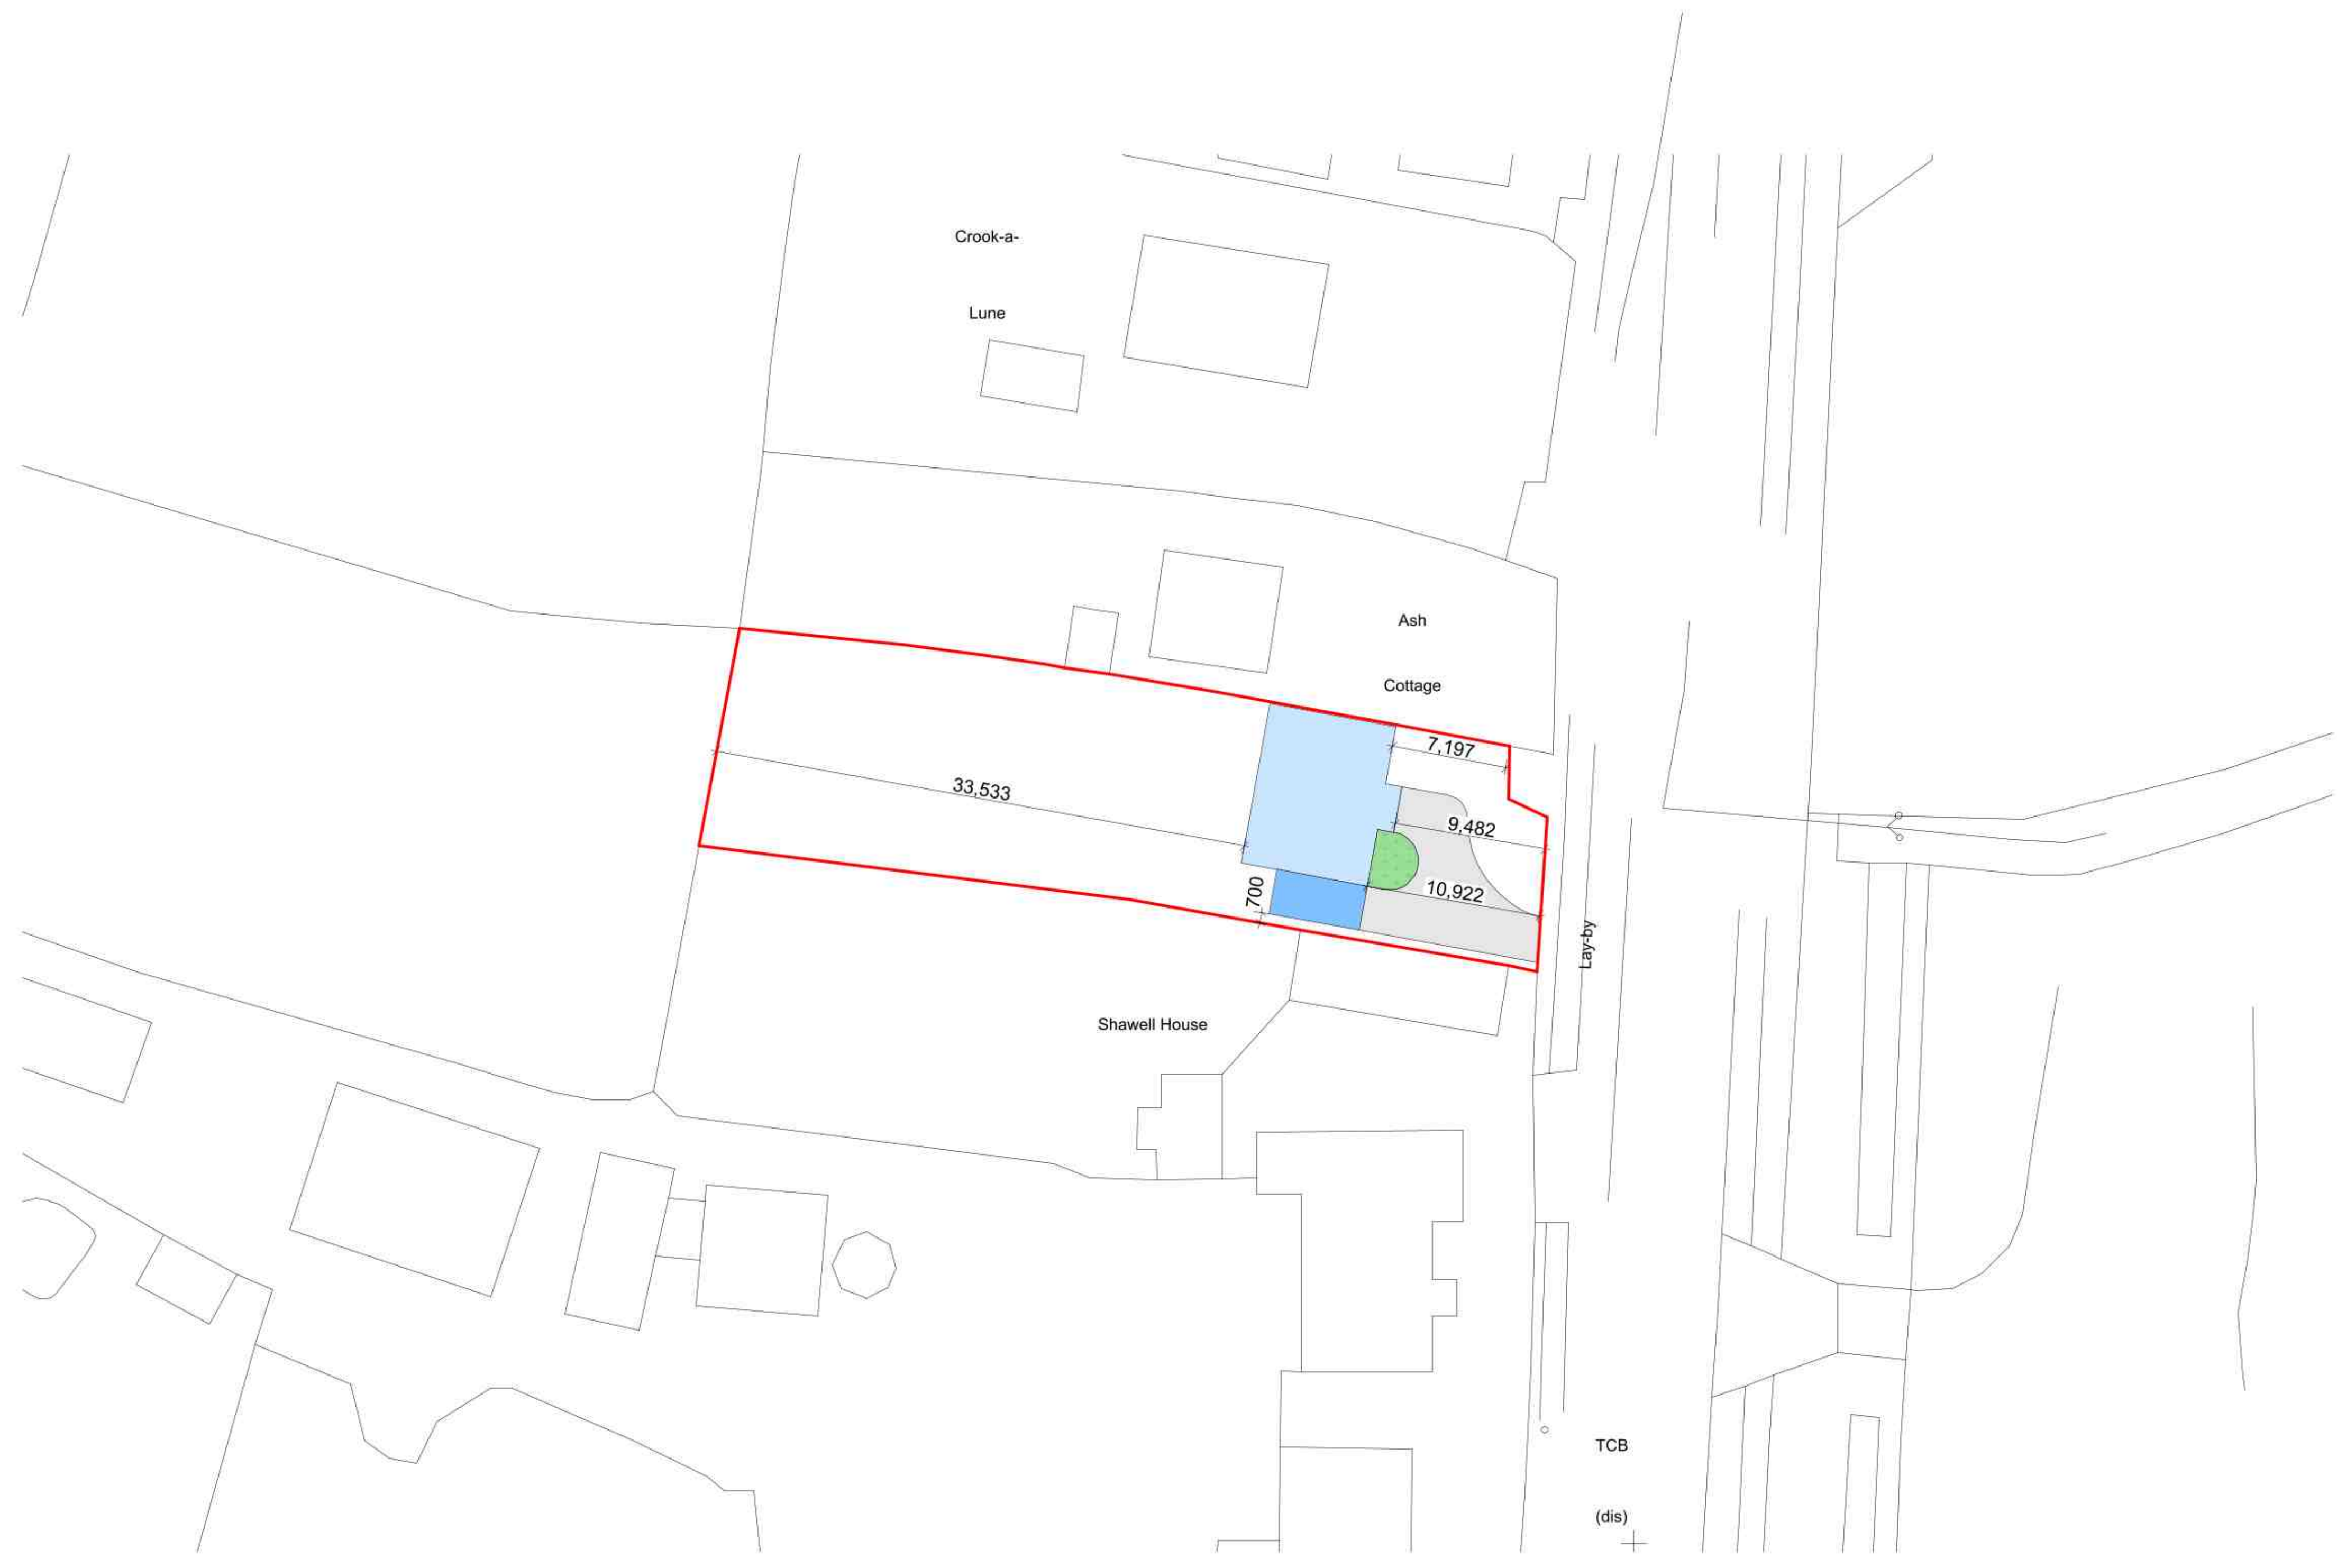 Crook-a-
Lune
Ash
Cottage
7,197
33,533
9,482
10,922
700
Lay-by
Shawell House
TCB
(dis)